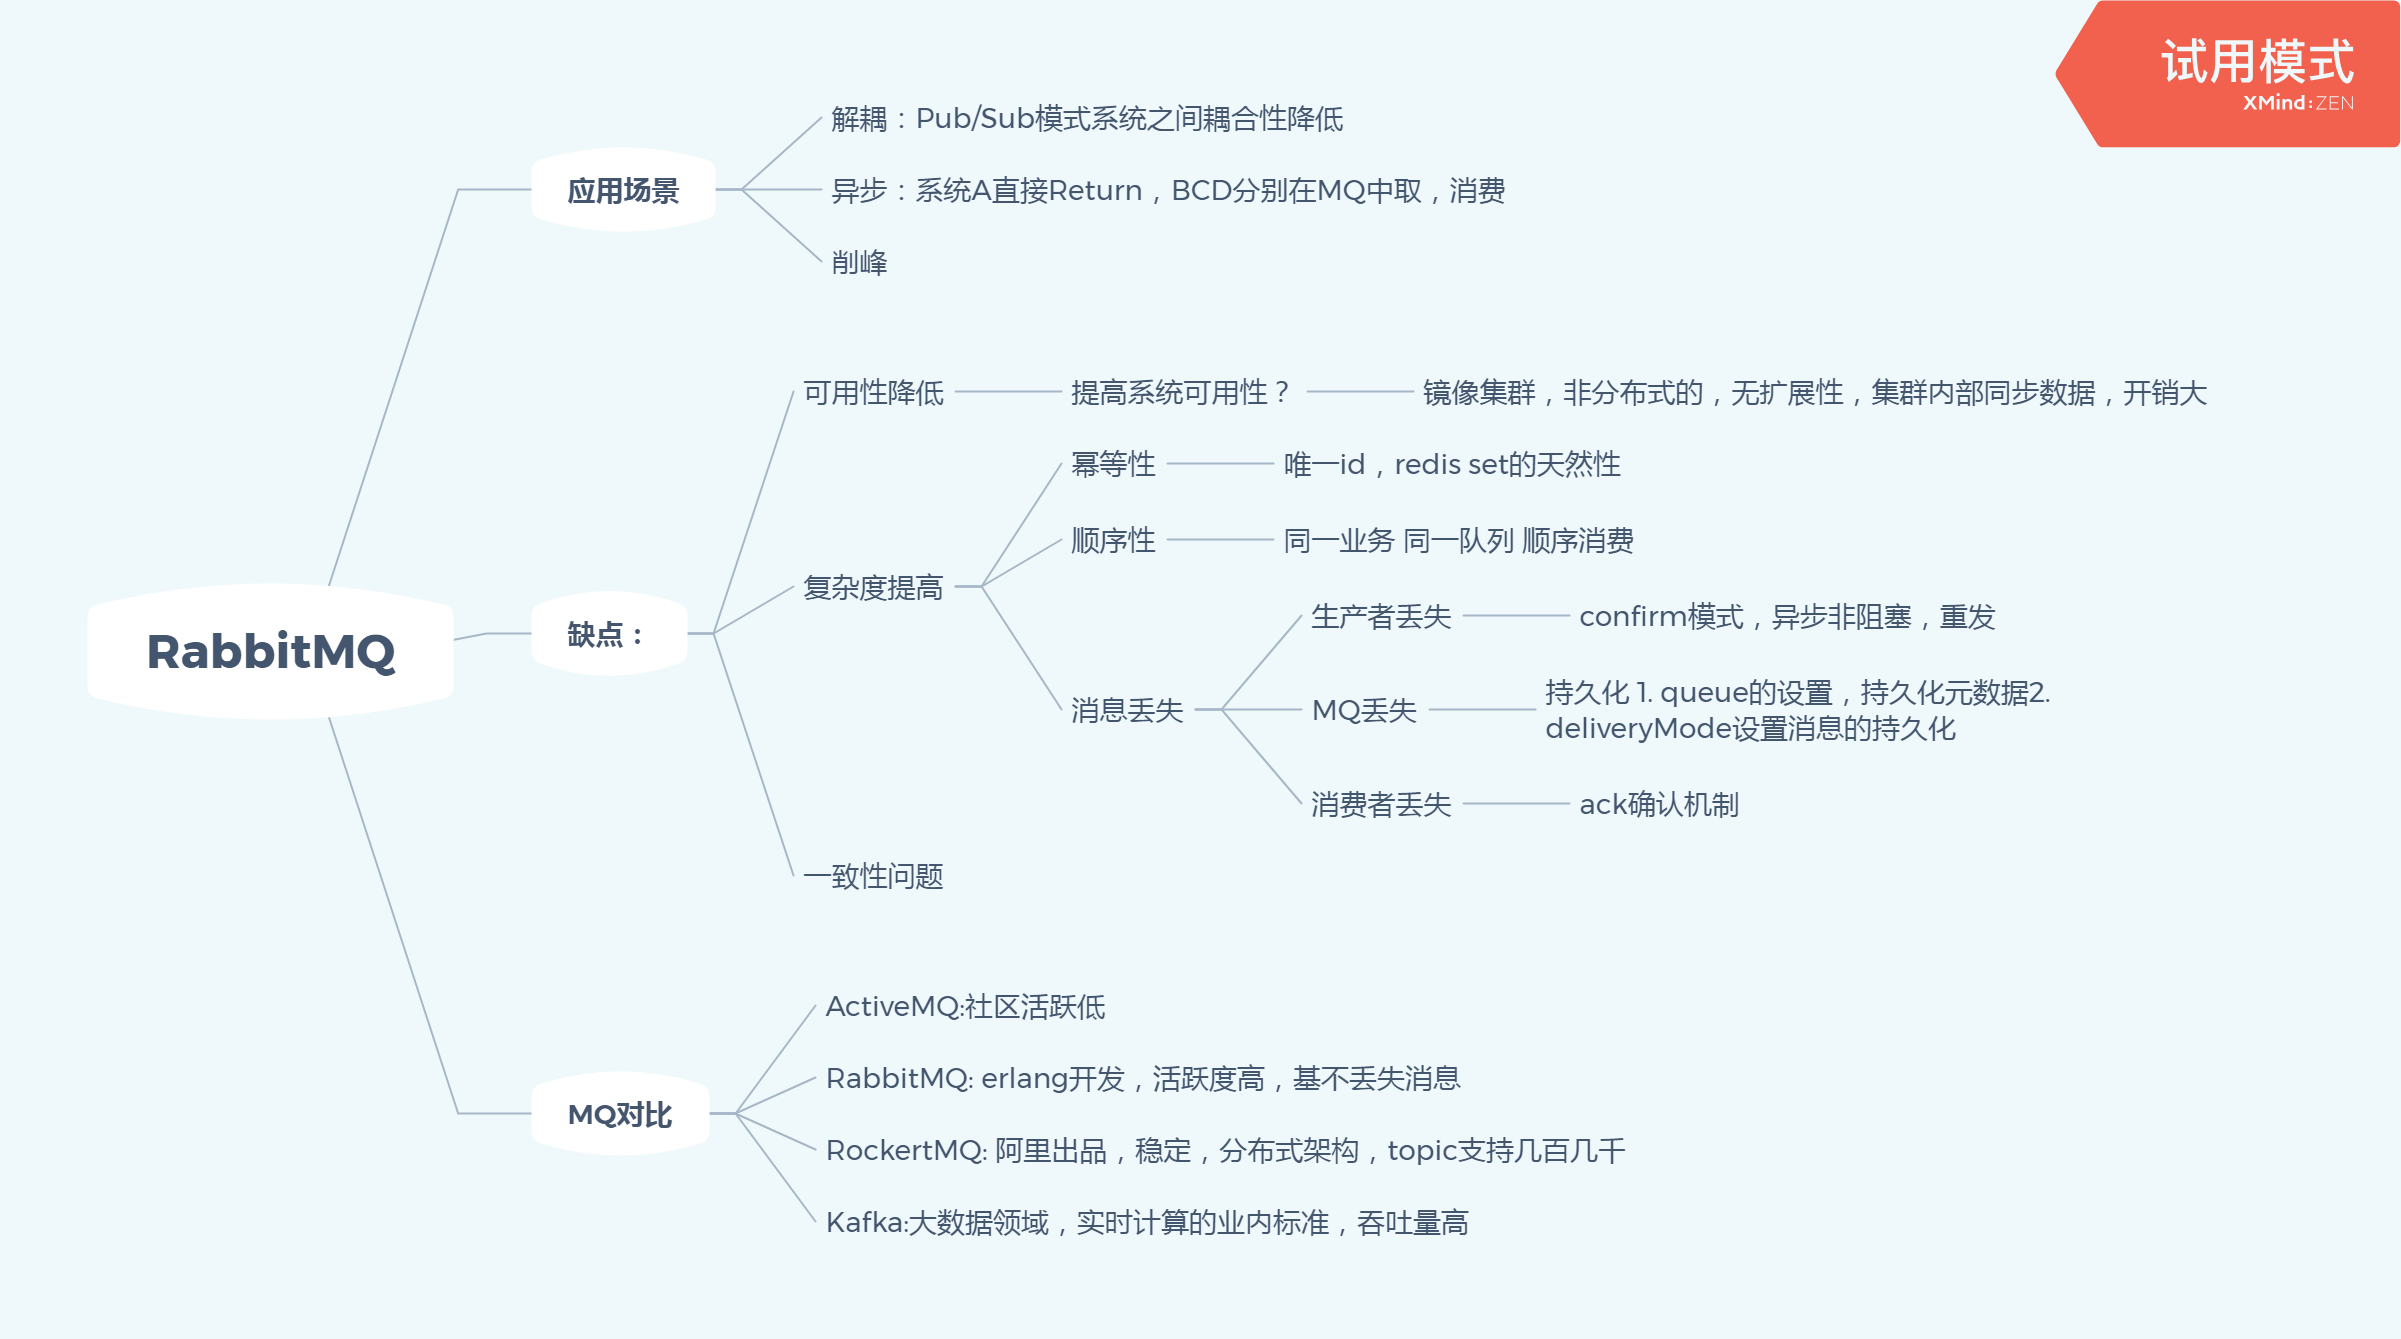 试用模式
XMind:ZEN
RabbitMQ
应用场景
解耦：Pub/Sub模式系统之间耦合性降低
异步：系统A直接Return，BCD分别在MQ中取，消费
削峰
缺点：
可用性降低
提高系统可用性？
镜像集群，非分布式的，无扩展性，集群内部同步数据，开销大
复杂度提高
幂等性
唯一id，redis set的天然性
顺序性
同一业务 同一队列 顺序消费
消息丢失
生产者丢失
confirm模式，异步非阻塞，重发
MQ丢失
持久化 1. queue的设置，持久化元数据2.
deliveryMode设置消息的持久化
消费者丢失
ack确认机制
一致性问题
MQ对比
ActiveMQ:社区活跃低
RabbitMQ: erlang开发，活跃度高，基不丢失消息
RockertMQ: 阿里出品，稳定，分布式架构，topic支持几百几千
Kafka:大数据领域，实时计算的业内标准，吞吐量高